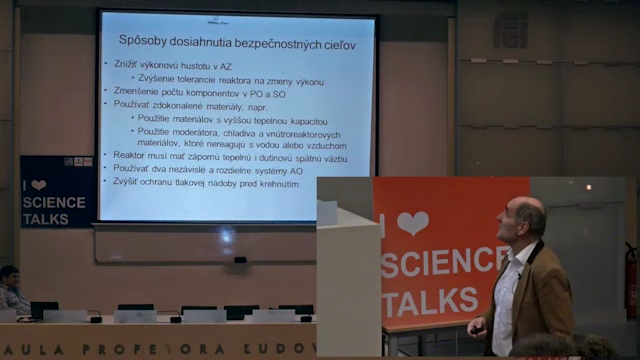 Spôsoby dosiahnutia bezpečnostných cieľov
• Znížiť výkonovú hustotu v AZ
• Zvýšenie tolerancie reaktora na zmeny výkonu
• Zmenšenie počtu komponentov v PO a SO
• Používať zdokonalené materiály, napr.
• Použitie materiálov s vyššou tepelnou kapacitou
• Použitie moderátora, chladiva a vnútroreaktorových
materiálov, ktoré nereagujú s vodou alebo vzduchom
• Reaktor musí mať zápornú tepelnú i dutinovú spätnú väzbu
• Používať dva nezávislé a rozdielne systémy AO
• Zvýšiť ochranu tlakovej nádoby pred krehnutím
I ❤
SCIENCE
TALKS
I ❤
SCIENCE
TALKS
AULA PROFESORA ĽUDOV